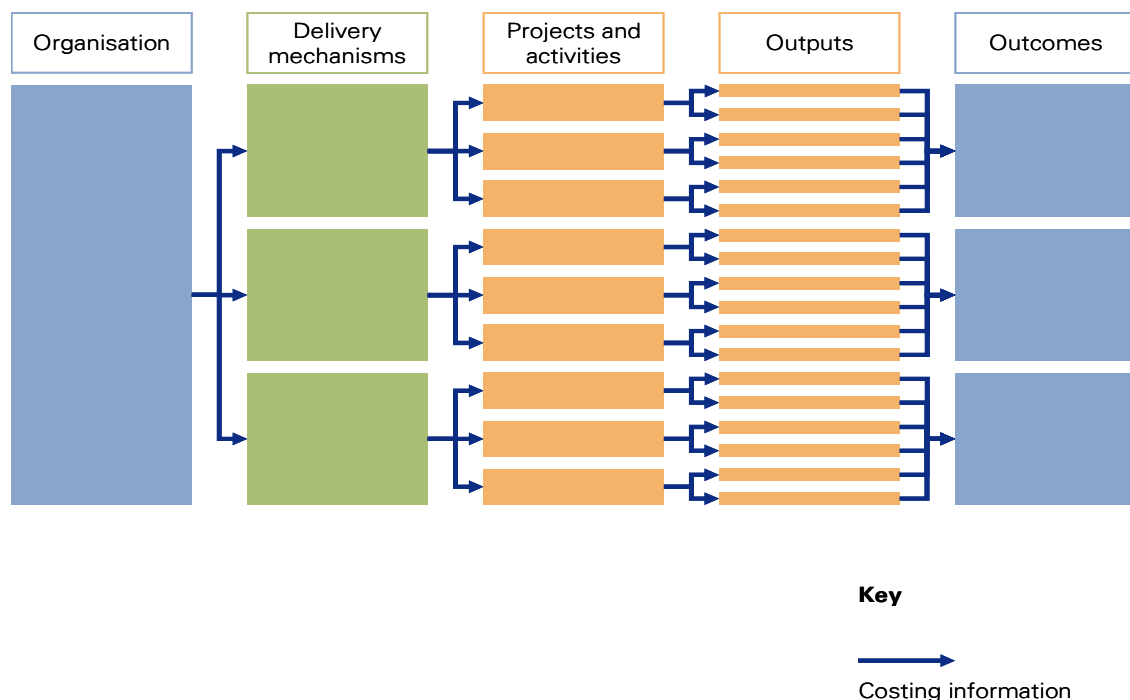 Organisation
Delivery
mechanisms
Projects and
activities
Outputs
Outcomes
Key
Costing information